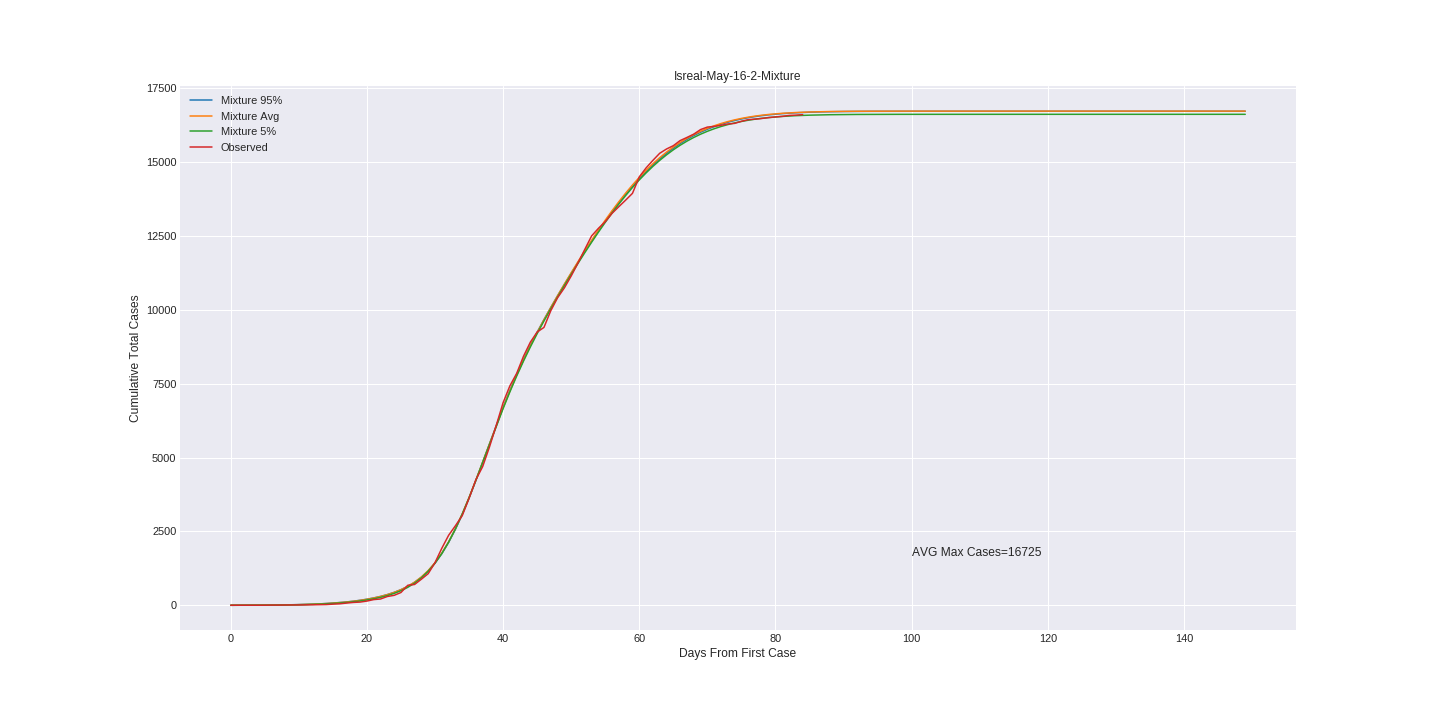 Isreal-May-16-2-Mixture
17500
15000
12500
10000
7500
5000
2500
0
Cumulative Total Cases
Mixture 95%
Mixture Avg
Mixture 5%
Observed
AVG Max Cases=16725
0 20 40 60 80 100 120 140
Days From First Case